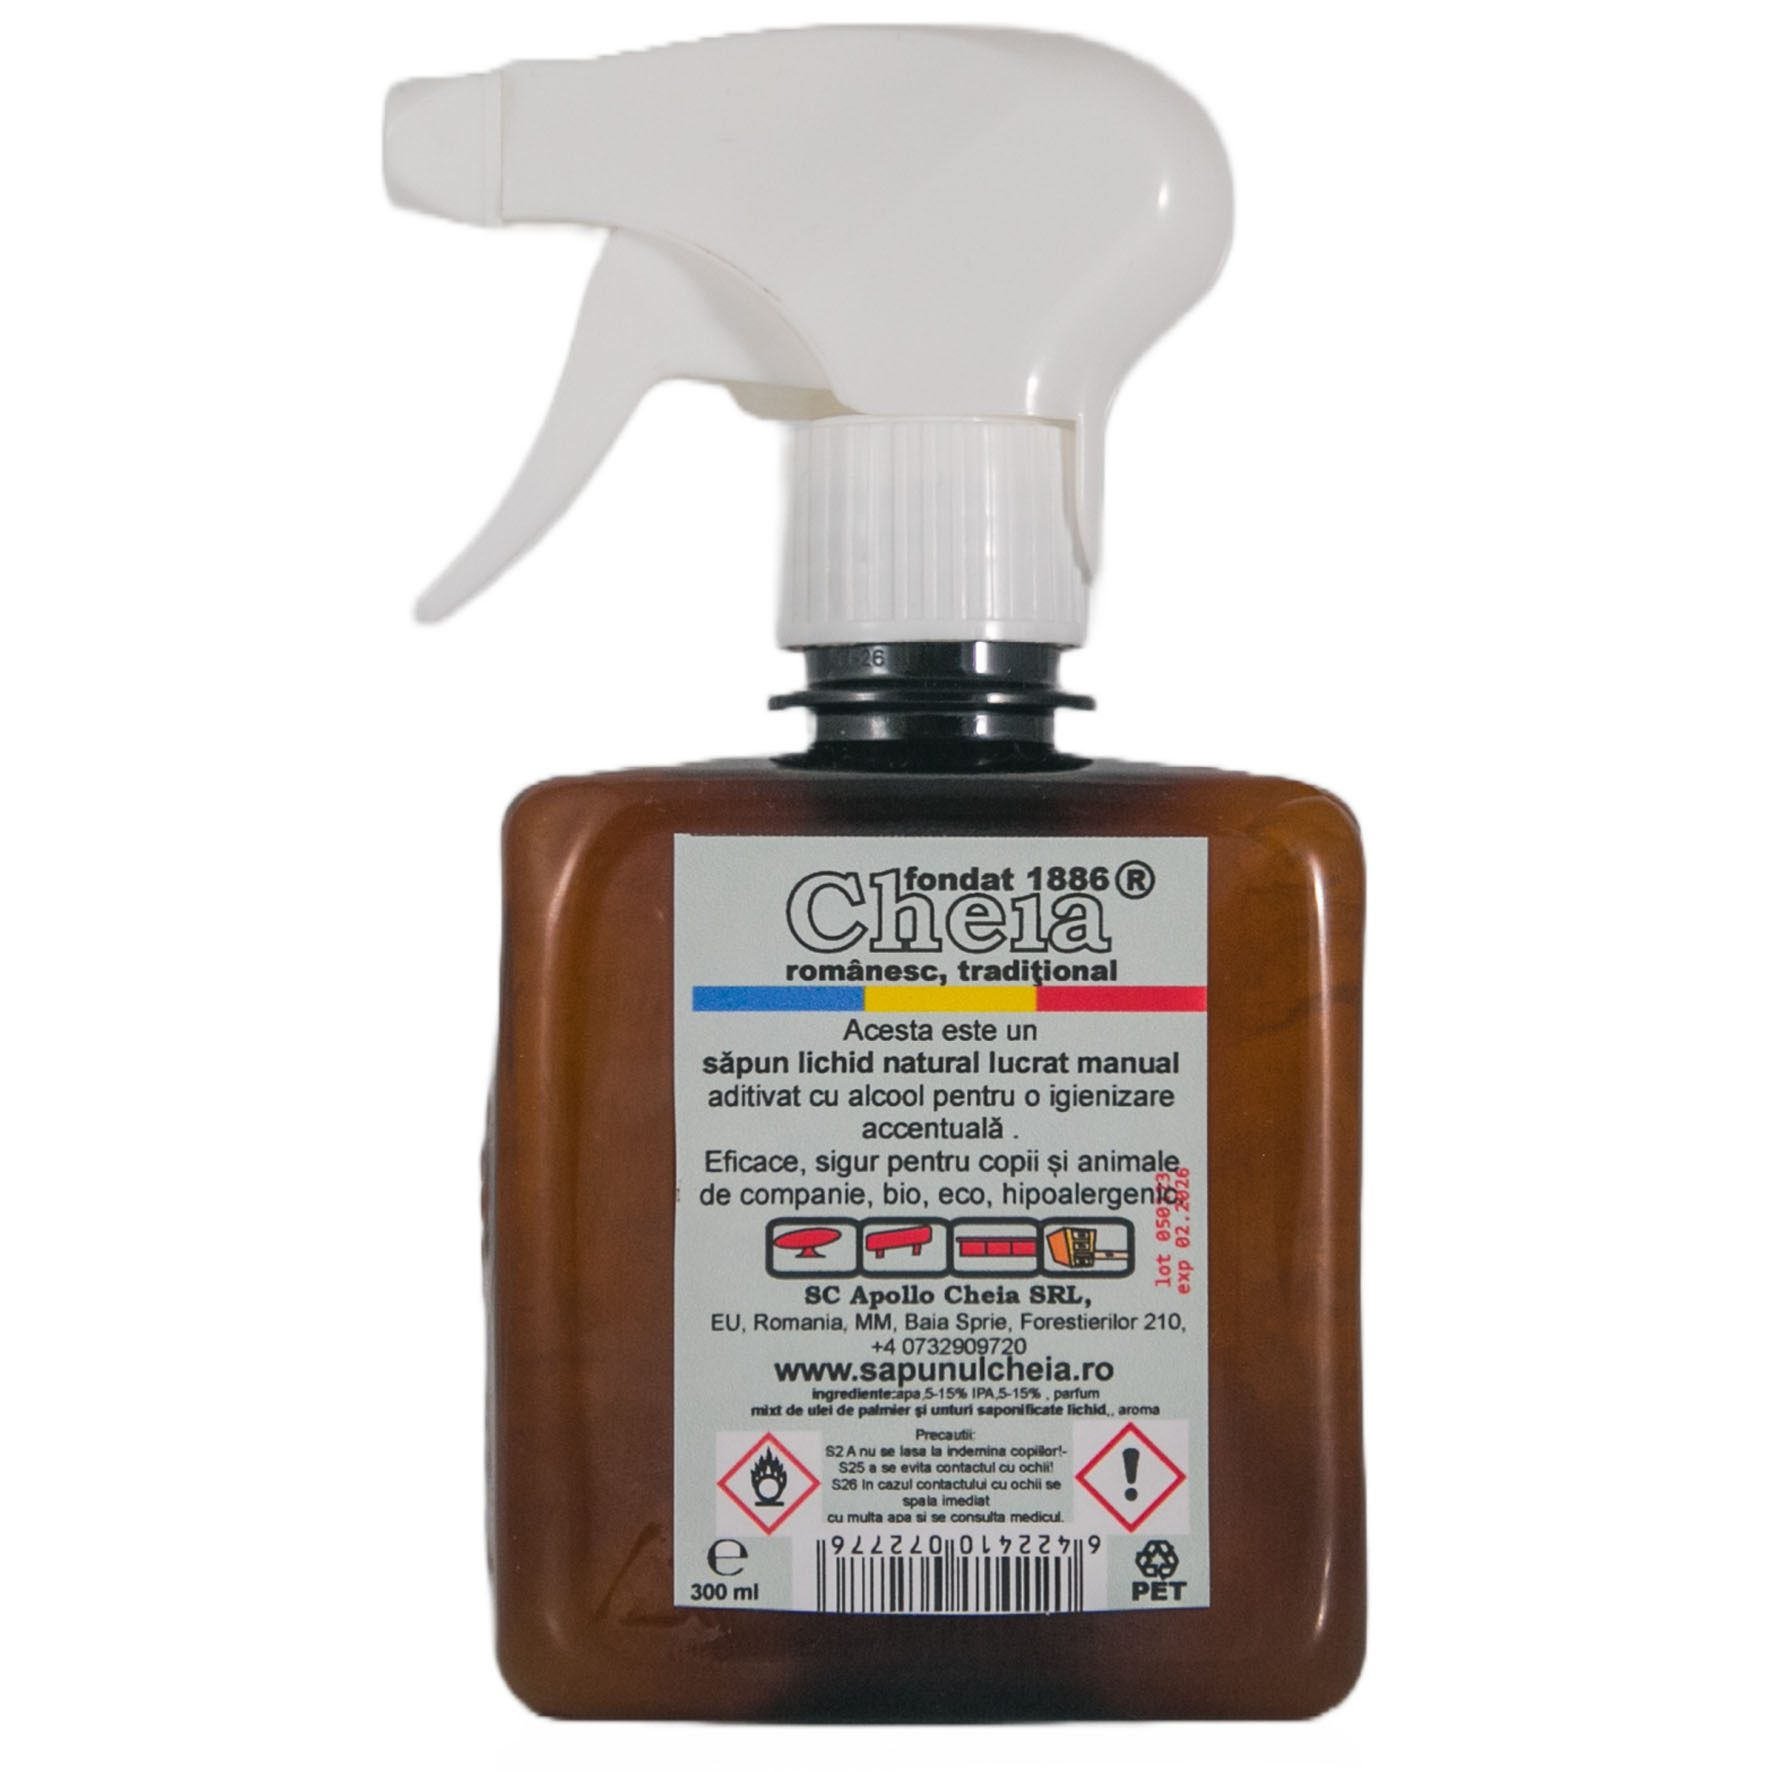 -26
fondat 1886 ®
Cheia
românesc, tradiţional
Acesta este un
săpun lichid natural lucrat manual
aditivat cu alcool pentru o igienizare
accentuală .
Eficace, sigur pentru copii și animale
de companie, bio, eco, hipoalergenic
exp 02.2026
SC Apollo Cheia SRL,
EU, Romania, MM, Baia Sprie, Forestierilor 210,
+4 0732909720
www.sapunulcheia.ro
ingrediente:apa,5-15% IPA,5-15% , parfum
mixt de ulei de palmier și unturi saponificate lichid,, aroma
Precautii:
S2 A nu se lasa la indemina copiilor!-
S25 a se evita contactul cu ochii!
S26 In cazul contactului cu ochii se
spala imediat
cu multa apa si se consulta medicul.
6422410072776
e
300 ml
PET